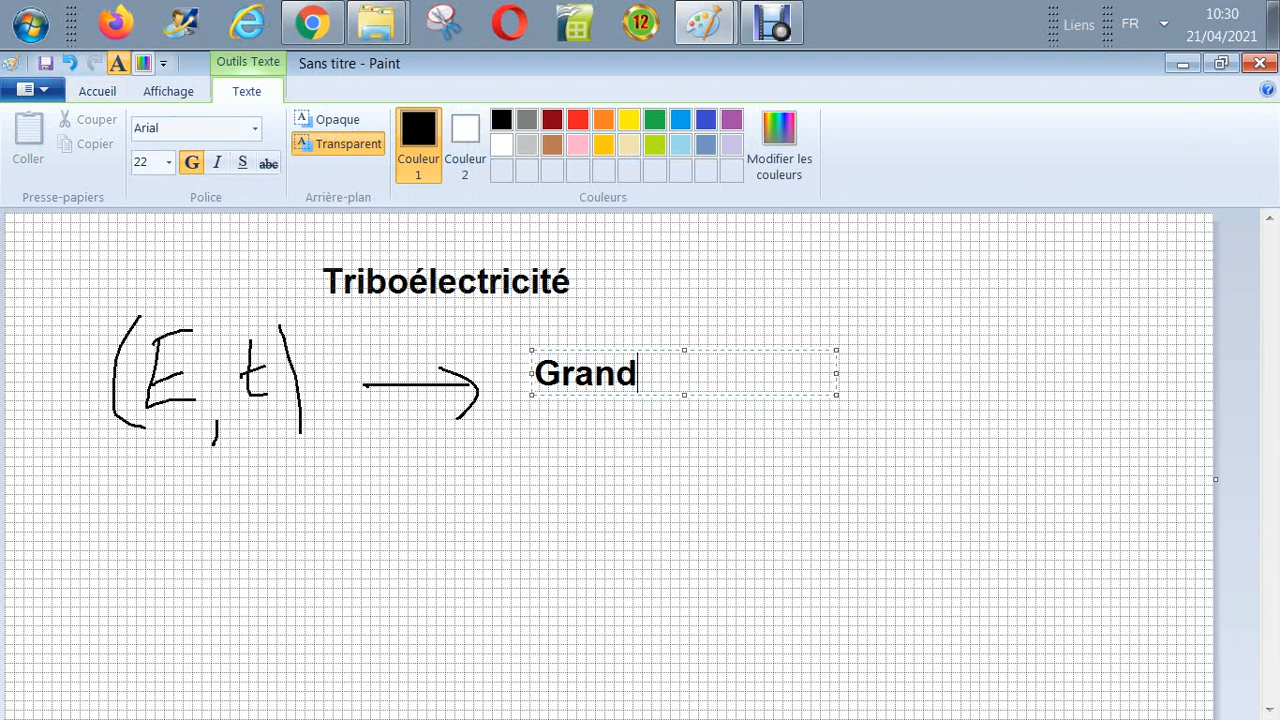 10:30
Liens FR
21/04/2021
12
Outils Texte Sans titre - Paint
Accueil Affichage Texte
Coller Couper Arial Opaque
Copier 22 G I S abc Transparent
Couleur 1 Couleur 2 Modifier les couleurs
Presse-papiers Police Arrière-plan Couleurs
Triboélectricité
(E, t) → Grand